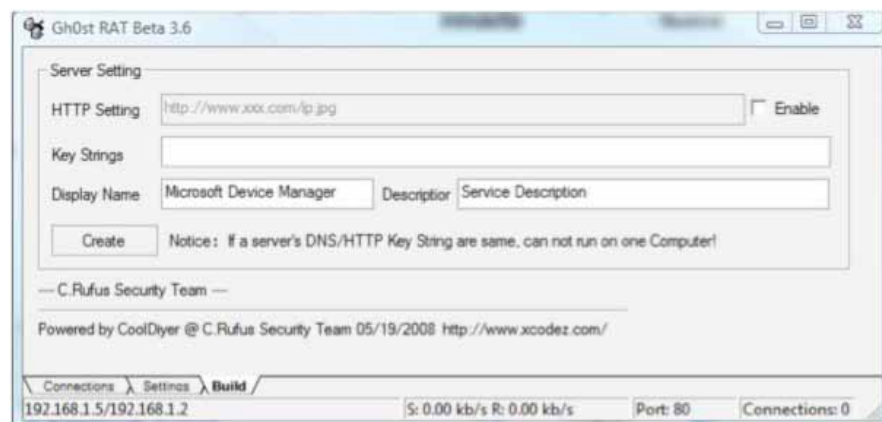 Gh0st RAT Beta 3.6
Server Setting
HTTP Setting http://www.xxx.com/ip.jpg Enable
Key Strings
Display Name Microsoft Device Manager Descriptior Service Description
Create Notice: If a server's DNS/HTTP Key String are same, can not run on one Computer!
--- C.Rufus Security Team ---
Powered by CoolDiyer @ C.Rufus Security Team 05/19/2008 http://www.xcodez.com/
Connections Settings Build
192.168.1.5/192.168.1.2 S: 0.00 kb/s R: 0.00 kb/s Port: 80 Connections: 0